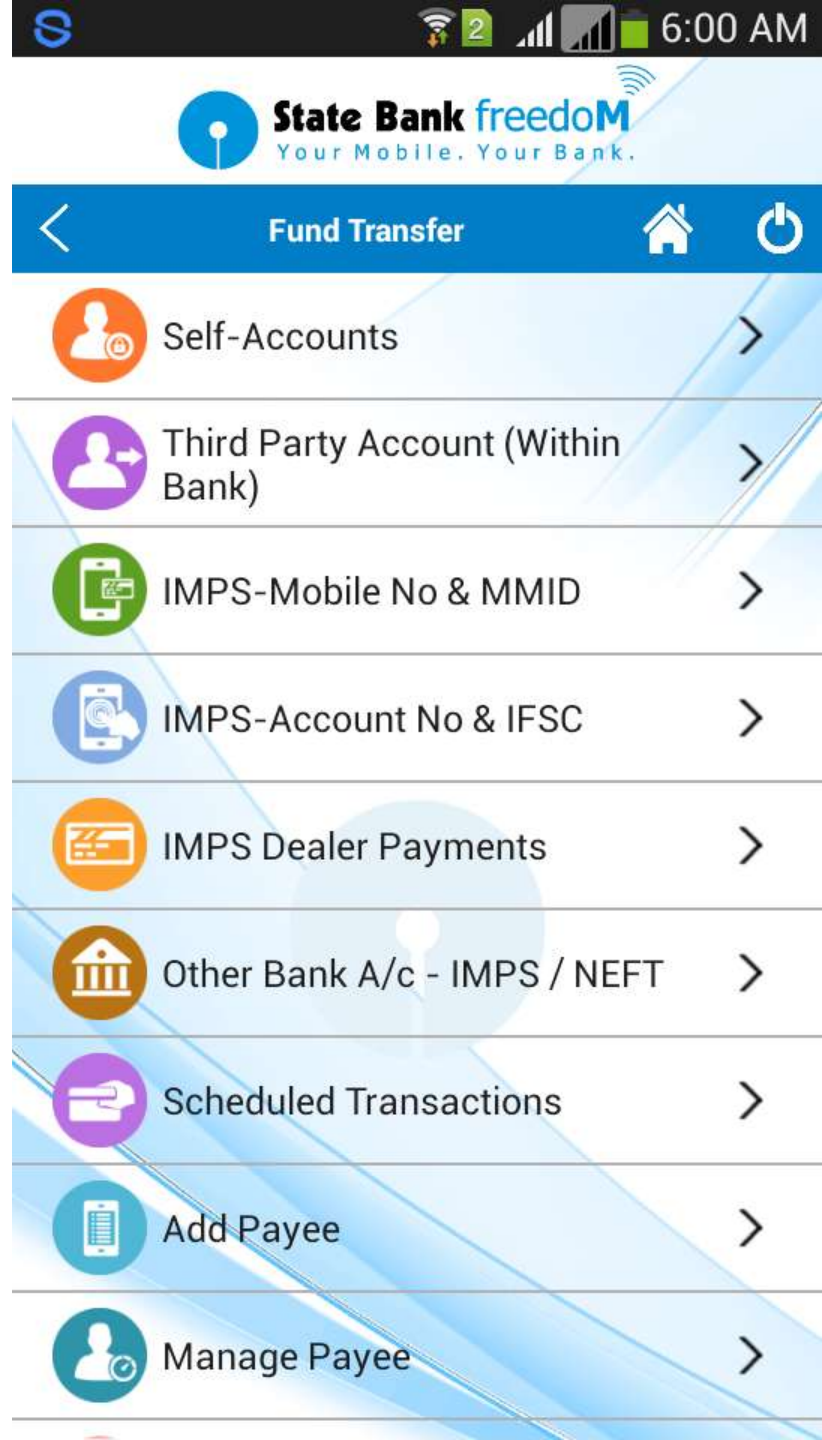 2 6:00 AM
State Bank freedoM
Your Mobile. Your Bank.
Fund Transfer
Self-Accounts
Third Party Account (Within
Bank)
IMPS-Mobile No & MMID
IMPS-Account No & IFSC
IMPS Dealer Payments
Other Bank A/c - IMPS / NEFT
Scheduled Transactions
Add Payee
Manage Payee